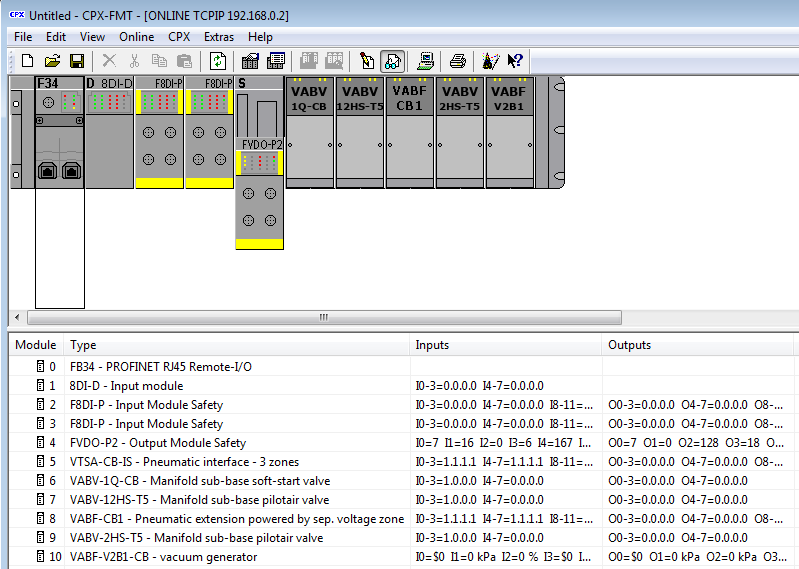 CPX Untitled - CPX-FMT - [ONLINE TCPIP 192.168.0.2]
File Edit View Online CPX Extras Help
F34 D 8DI-D F8DI-P F8DI-P S VABV VABV VABF VABV VABF
1Q-CB 12HS-T5 CB1 2HS-T5 V2B1
FVDO-P2
Module Type Inputs Outputs
0 FB34 - PROFINET RJ45 Remote-I/O
1 8DI-D - Input module I0-3=0.0.0.0 I4-7=0.0.0.0
2 F8DI-P - Input Module Safety I0-3=0.0.0.0 I4-7=0.0.0.0 I8-11=... O0-3=0.0.0.0 O4-7=0.0.0.0 O8-...
3 F8DI-P - Input Module Safety I0-3=0.0.0.0 I4-7=0.0.0.0 I8-11=... O0-3=0.0.0.0 O4-7=0.0.0.0 O8-...
4 FVDO-P2 - Output Module Safety I0=7 I1=16 I2=0 I3=6 I4=167 I... O0=7 O1=0 O2=128 O3=18 O...
5 VTSA-CB-IS - Pneumatic interface - 3 zones I0-3=1.1.1.1 I4-7=1.1.1.1 I8-11=... O0-3=0.0.0.0 O4-7=0.0.0.0 O8-...
6 VABV-1Q-CB - Manifold sub-base soft-start valve I0-3=1.0.0.0 I4-7=0.0.0.0 O0-3=0.0.0.0 O4-7=0.0.0.0
7 VABV-12HS-T5 - Manifold sub-base pilotair valve I0-3=1.0.0.0 I4-7=0.0.0.0 O0-3=0.0.0.0 O4-7=0.0.0.0
8 VABF-CB1 - Pneumatic extension powered by sep. voltage zone I0-3=1.1.1.1 I4-7=1.1.1.1 I8-11=... O0-3=0.0.0.0 O4-7=0.0.0.0 O8-...
9 VABV-2HS-T5 - Manifold sub-base pilotair valve I0-3=1.0.0.0 I4-7=0.0.0.0 O0-3=0.0.0.0 O4-7=0.0.0.0
10 VABF-V2B1-CB - vacuum generator I0=$0 I1=0 kPa I2=0 % I3=$0 I... O0=$0 O1=0 kPa O2=0 kPa O3...